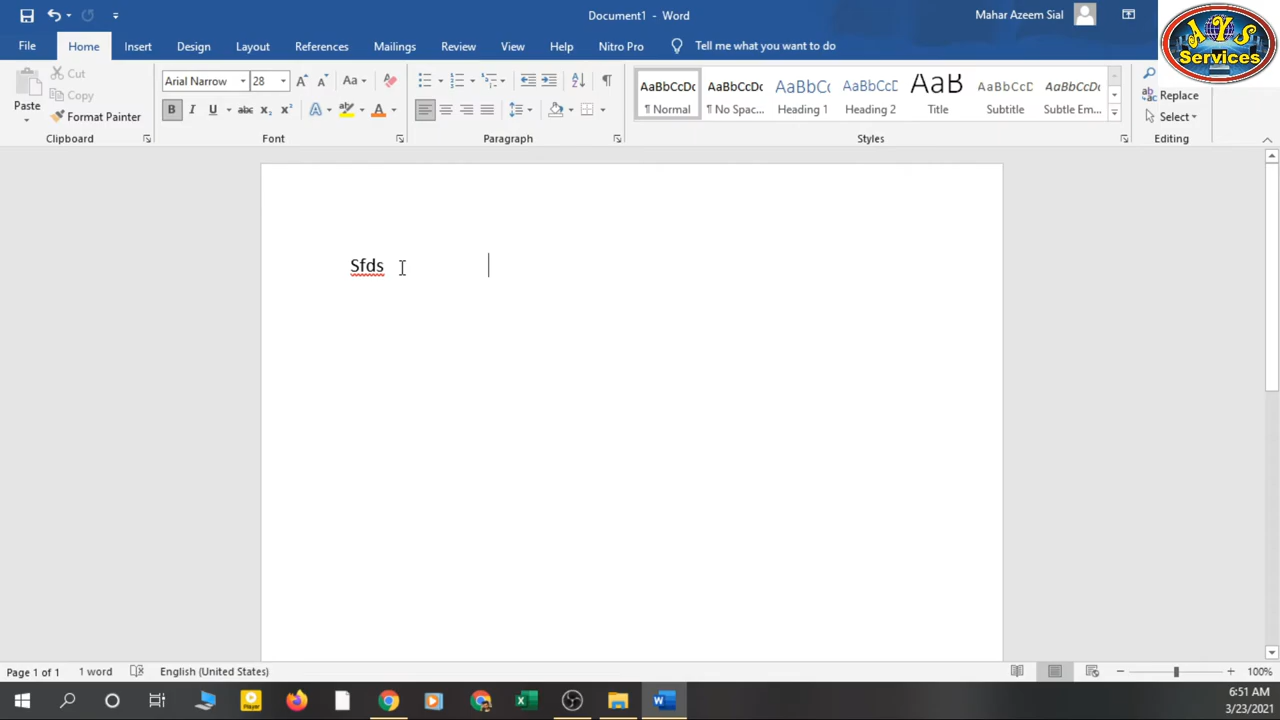 Document1 - Word
Mahar Azeem Sial
AYS
Services
File Home Insert Design Layout References Mailings Review View Help Nitro Pro Tell me what you want to do
Paste
Cut
Copy
Format Painter
Clipboard
Arial Narrow 28
Font
Paragraph
AaBbCcDc AaBbCcDc AaBbC( AaBbCcD AaB AaBbCcD AaBbCcDc
¶ Normal ¶ No Spac... Heading 1 Heading 2 Title Subtitle Subtle Em...
Styles
Replace
Select
Editing
Sfds
Page 1 of 1 1 word English (United States) 100%
6:51 AM
3/23/2021